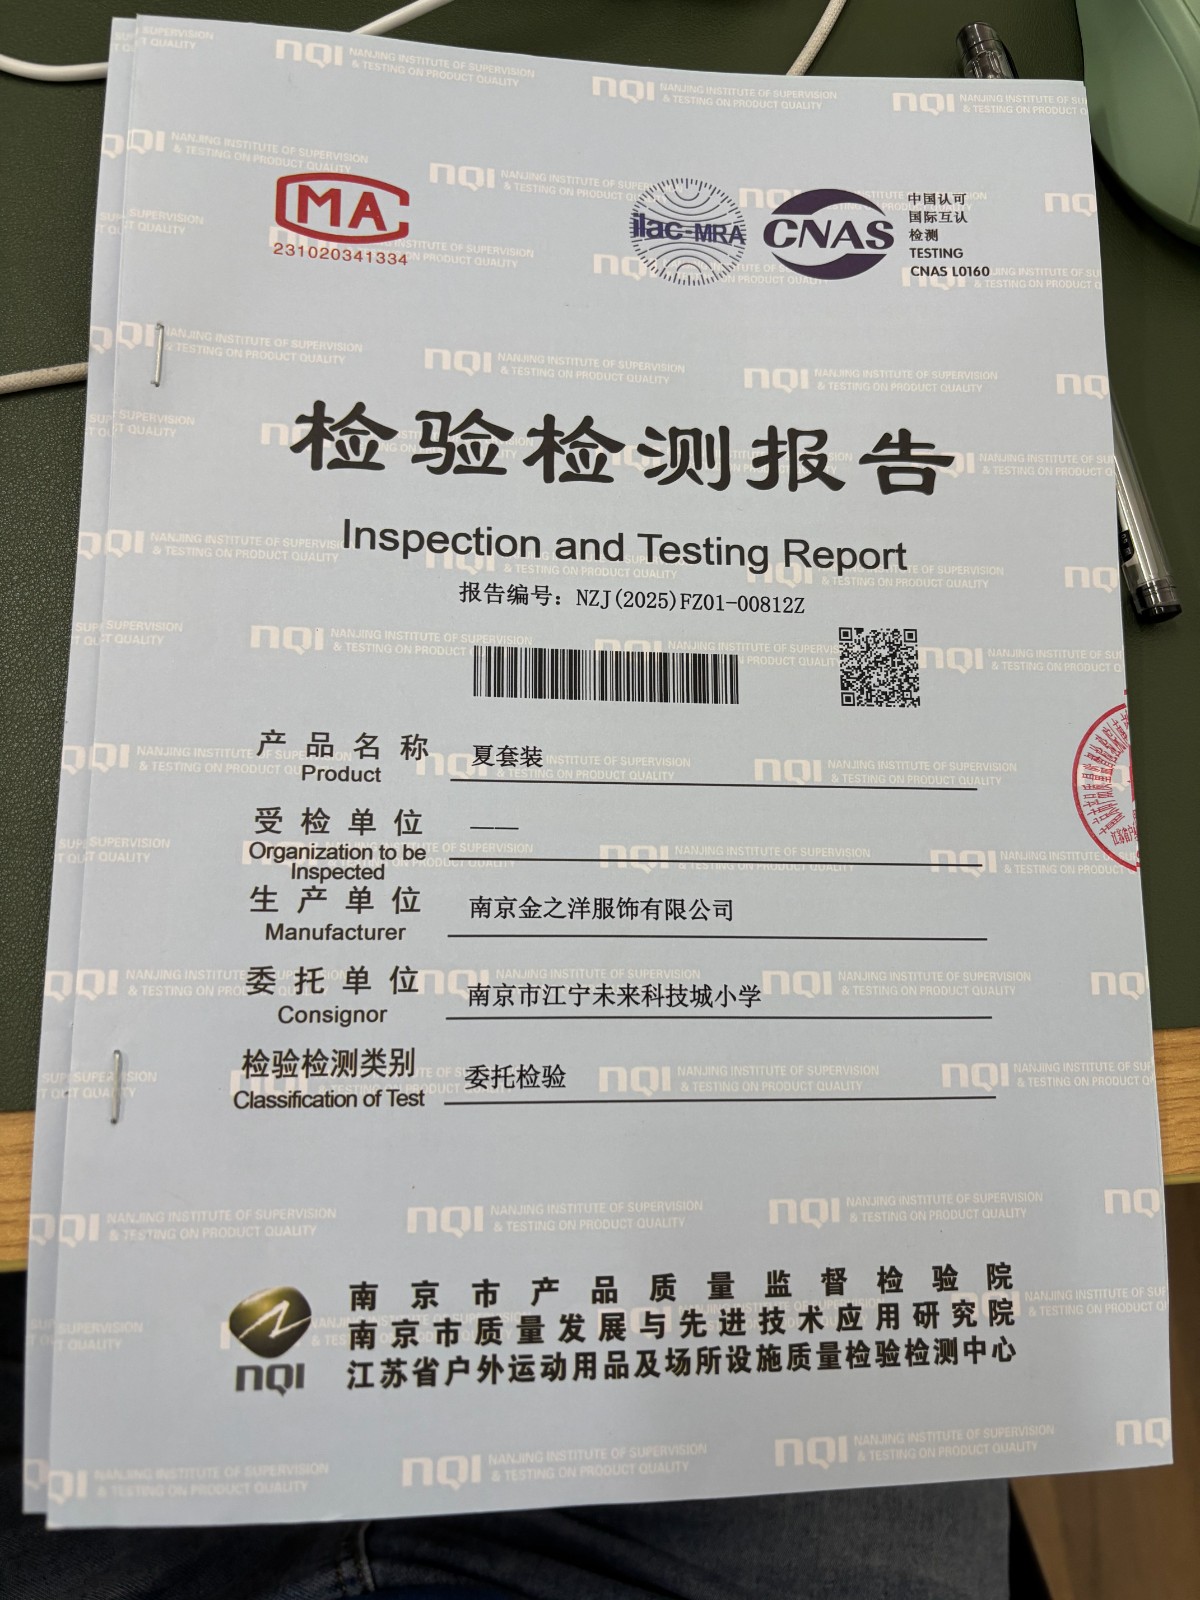 MA
231020341334
ilac-MRA
CNAS
中国认可
国际互认
检测
TESTING
CNAS L0160
检验检测报告
Inspection and Testing Report
报告编号：NZJ(2025)FZ01-00812Z
产品名称 夏套装
Product
受检单位 ——
Organization to be
Inspected
生产单位 南京金之洋服饰有限公司
Manufacturer
委托单位 南京市江宁未来科技城小学
Consignor
检验检测类别 委托检验
Classification of Test
南京市产品质量监督检验院
南京市质量发展与先进技术应用研究院
江苏省户外运动用品及场所设施质量检验检测中心
NQI
NQI NANJING INSTITUTE OF SUPERVISION
& TESTING ON PRODUCT QUALITY